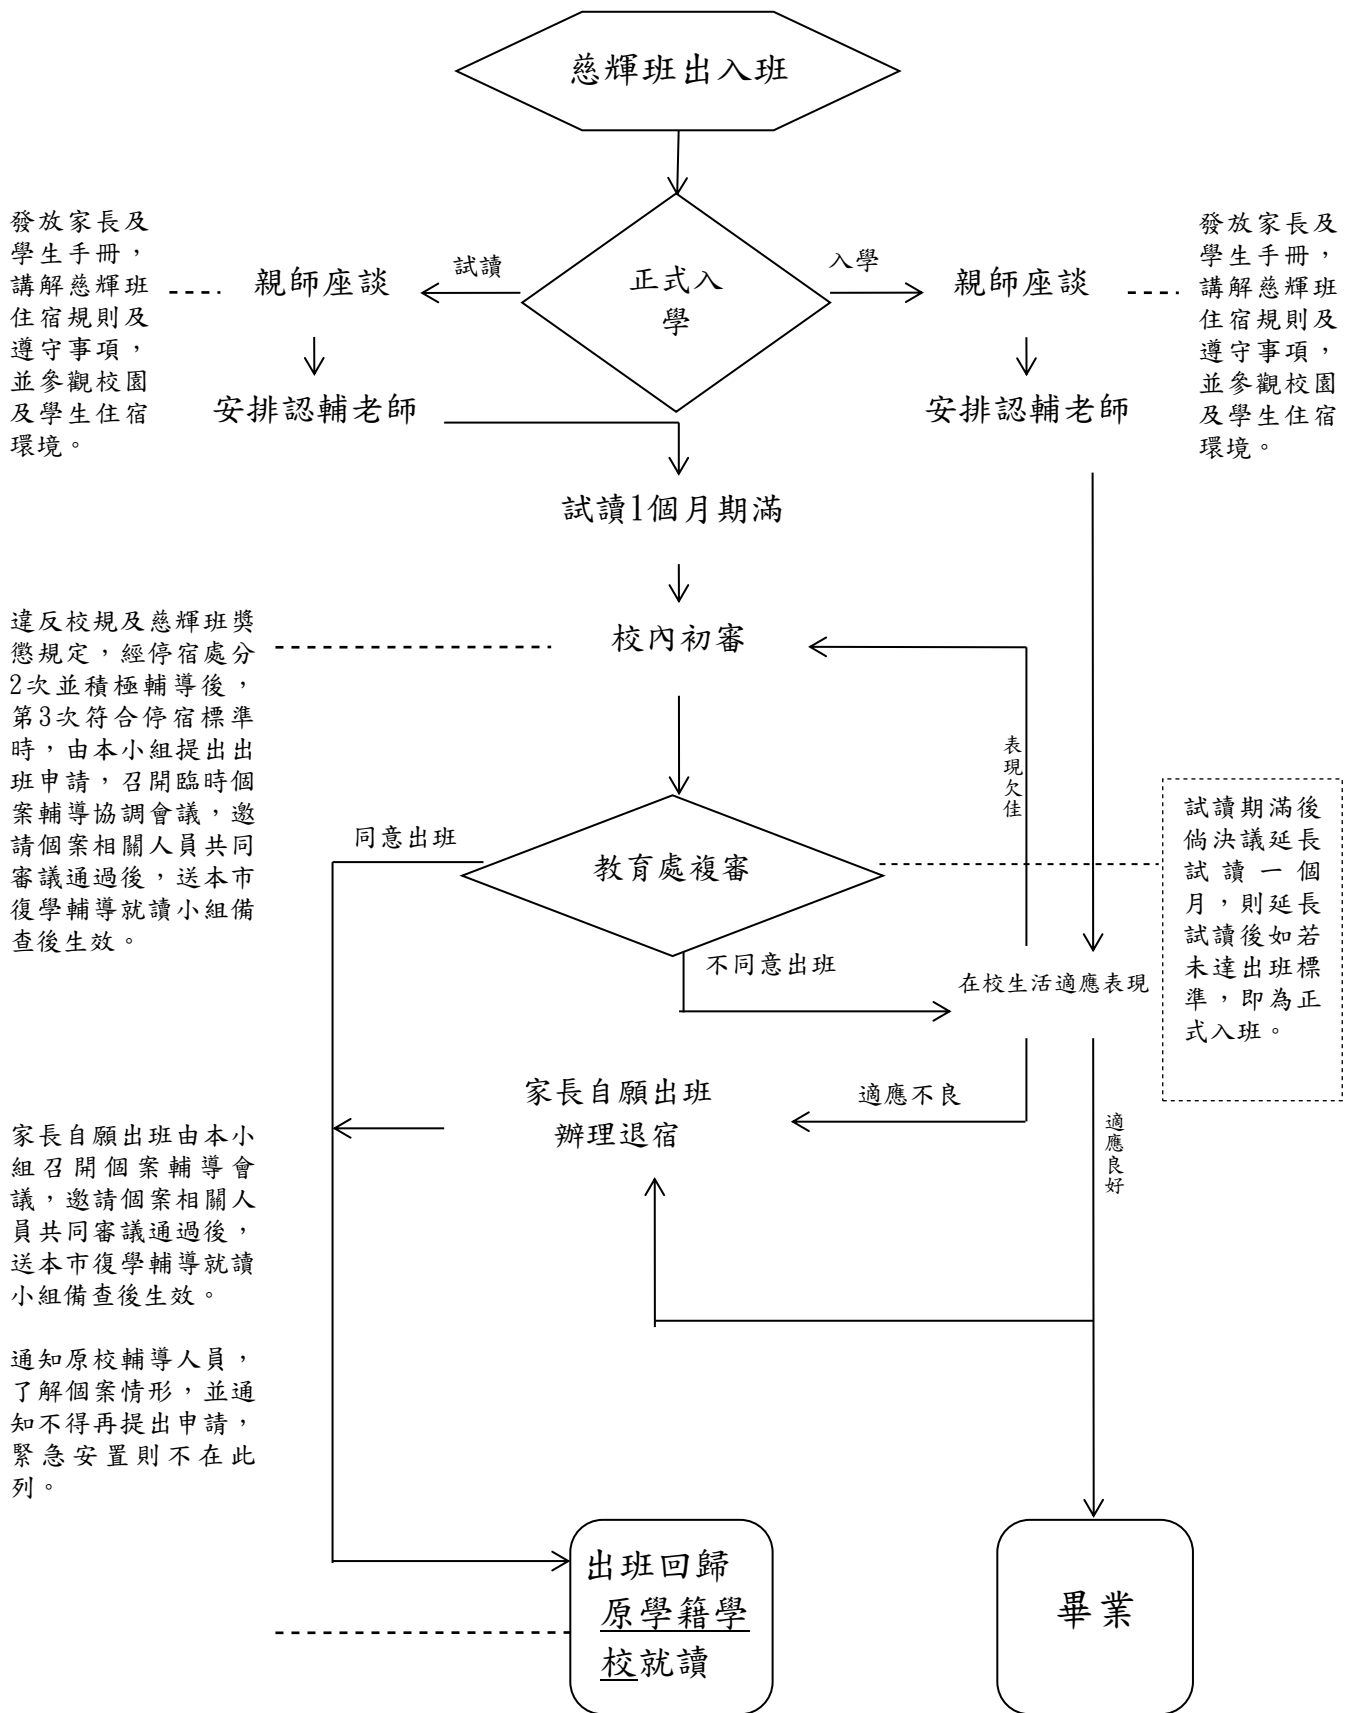 慈輝班出入班
發放家長及
學生手冊，
講解慈輝班
住宿規則及
遵守事項，
並參觀校園
及學生住宿
環境。
親師座談
試讀
正式入
學
入學
親師座談
發放家長及
學生手冊，
講解慈輝班
住宿規則及
遵守事項，
並參觀校園
及學生住宿
環境。
安排認輔老師
安排認輔老師
試讀1個月期滿
違反校規及慈輝班獎
懲規定，經停宿處分
2次並積極輔導後，
第3次符合停宿標準
時，由本小組提出出
班申請，召開臨時個
案輔導協調會議，邀
請個案相關人員共同
審議通過後，送本市
復學輔導就讀小組備
查後生效。
校內初審
表現欠佳
同意出班
教育處複審
試讀期滿後
倘決議延長
試讀一個
月，則延長
試讀後如若
未達出班標
準，即為正
式入班。
不同意出班
在校生活適應表現
家長自願出班
辦理退宿
適應不良
適應良好
家長自願出班由本小
組召開個案輔導會
議，邀請個案相關人
員共同審議通過後，
送本市復學輔導就讀
小組備查後生效。
通知原校輔導人員，
了解個案情形，並通
知不得再提出申請，
緊急安置則不在此
列。
出班回歸
原學籍學
校就讀
畢業